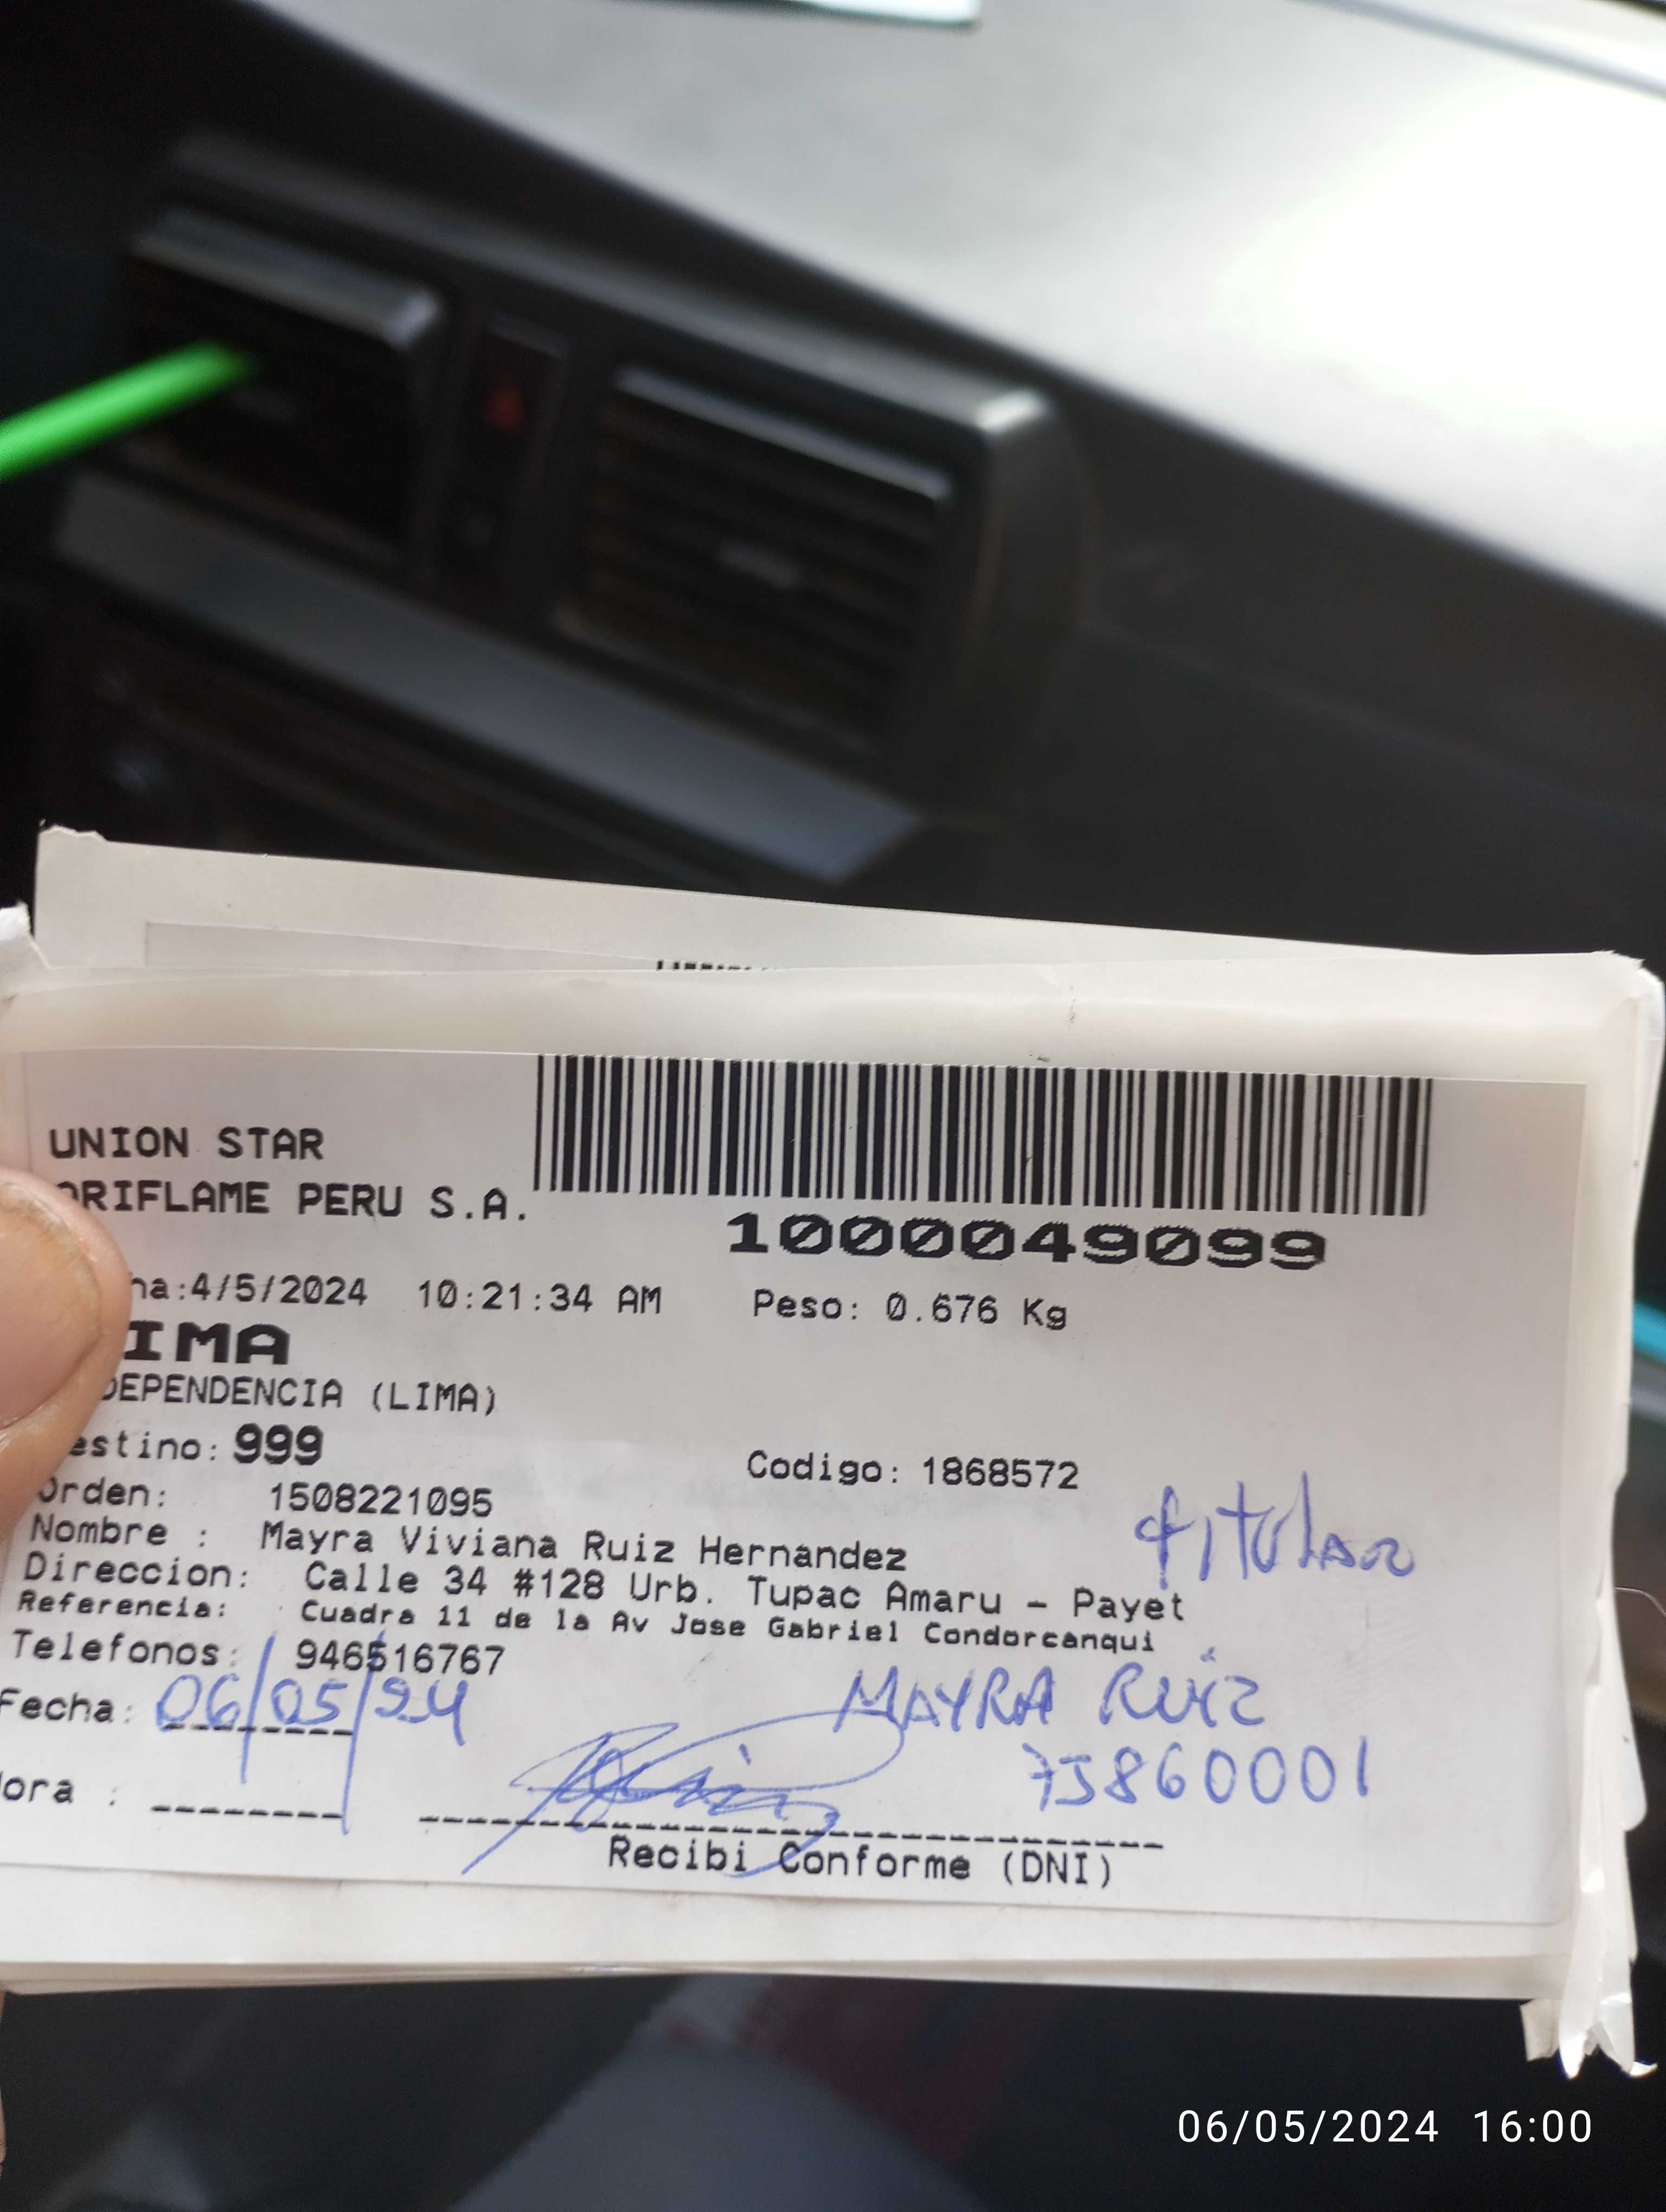 UNION STAR
ORIFLAME PERU S.A.
1000049099
ha:4/5/2024 10:21:34 AM Peso: 0.676 Kg
IMA
DEPENDENCIA (LIMA)
estino: 999 Codigo: 1868572
Orden: 1508221095
titular
Nombre : Mayra Viviana Ruiz Hernandez
Direccion: Calle 34 #128 Urb. Tupac Amaru - Payet
Referencia: Cuadra 11 de la Av Jose Gabriel Condorcanqui
Telefonos: 946516767
Fecha: 06/05/24 MAYRA RUIZ
75860001
ora :
Recibi Conforme (DNI)
06/05/2024 16:00